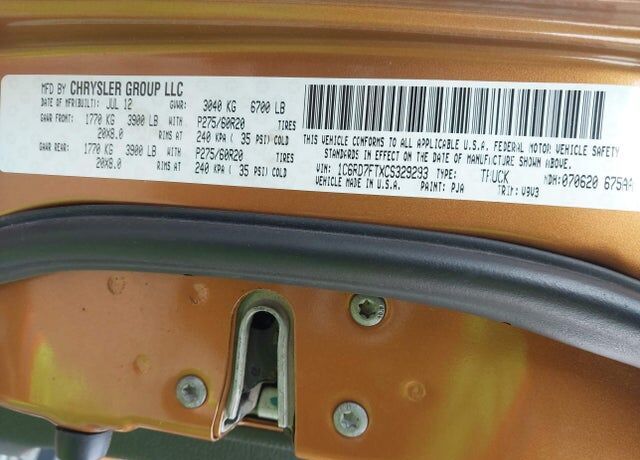 MFD BY CHRYSLER GROUP LLC
DATE OF MFR(BUILT): JUL 12 GVWR: 3040 KG 6700 LB
GAWR FRONT: 1770 KG 3900 LB WITH P275/60R20 TIRES
20X8.0 RIMS AT 240 KPA ( 35 PSI) COLD
GAWR REAR: 1770 KG 3900 LB WITH P275/60R20 TIRES
20X8.0 RIMS AT 240 KPA ( 35 PSI) COLD
THIS VEHICLE CONFORMS TO ALL APPLICABLE U.S.A. FEDERAL MOTOR VEHICLE SAFETY
STANDARDS IN EFFECT ON THE DATE OF MANUFACTURE SHOWN ABOVE.
VIN: 1C6RD7FTXCS329293 TYPE: TRUCK MDH: 070620 675AA
VEHICLE MADE IN U.S.A. PAINT: PJA TRIM: V9V3